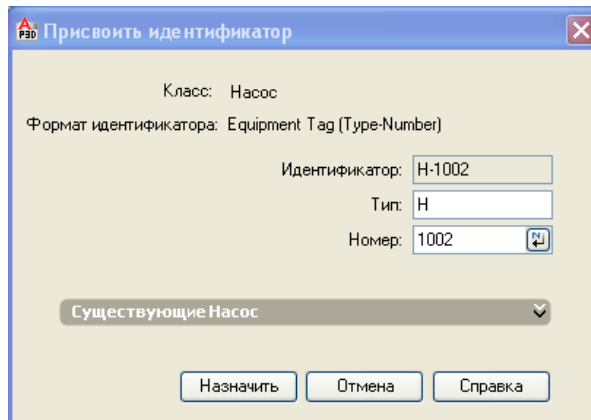 Присвоить идентификатор
Класс: Насос
Формат идентификатора: Equipment Tag (Type-Number)
Идентификатор: Н-1002
Тип: Н
Номер: 1002
Существующие Насос
Назначить Отмена Справка